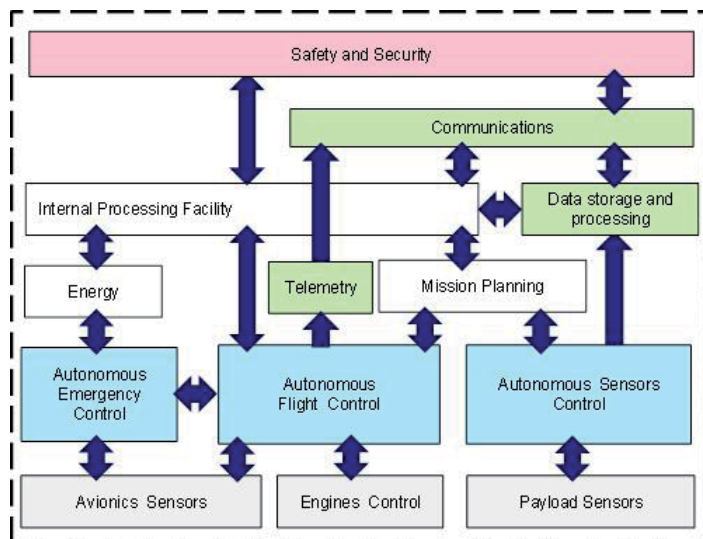 Safety and Security
Communications
Internal Processing Facility
Data storage and
processing
Energy
Telemetry
Mission Planning
Autonomous
Emergency
Control
Autonomous
Flight Control
Autonomous Sensors
Control
Avionics Sensors
Engines Control
Payload Sensors